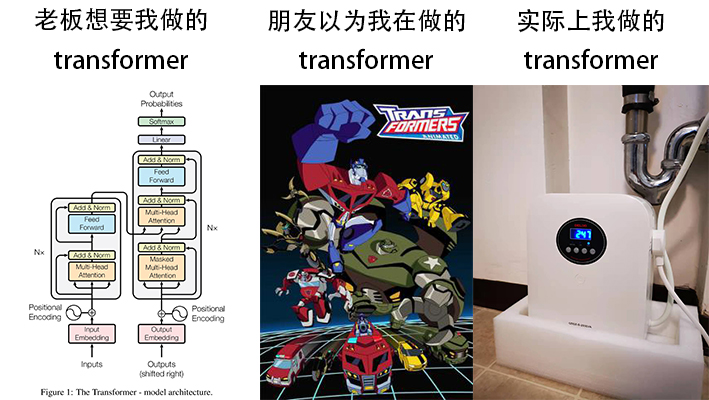 老板想要我做的
transformer
朋友以为我在做的
transformer
实际上我做的
transformer
Output
Probabilities
Softmax
Linear
Add & Norm
Feed
Forward
Add & Norm
Multi-Head
Attention
Add & Norm
Feed
Forward
Nx
Add & Norm
Multi-Head
Attention
Add & Norm
Masked
Multi-Head
Attention
Nx
Positional
Encoding
Positional
Encoding
Input
Embedding
Output
Embedding
Inputs
Outputs
(shifted right)
Figure 1: The Transformer - model architecture.
TRANSFORMERS
ANIMATED
247